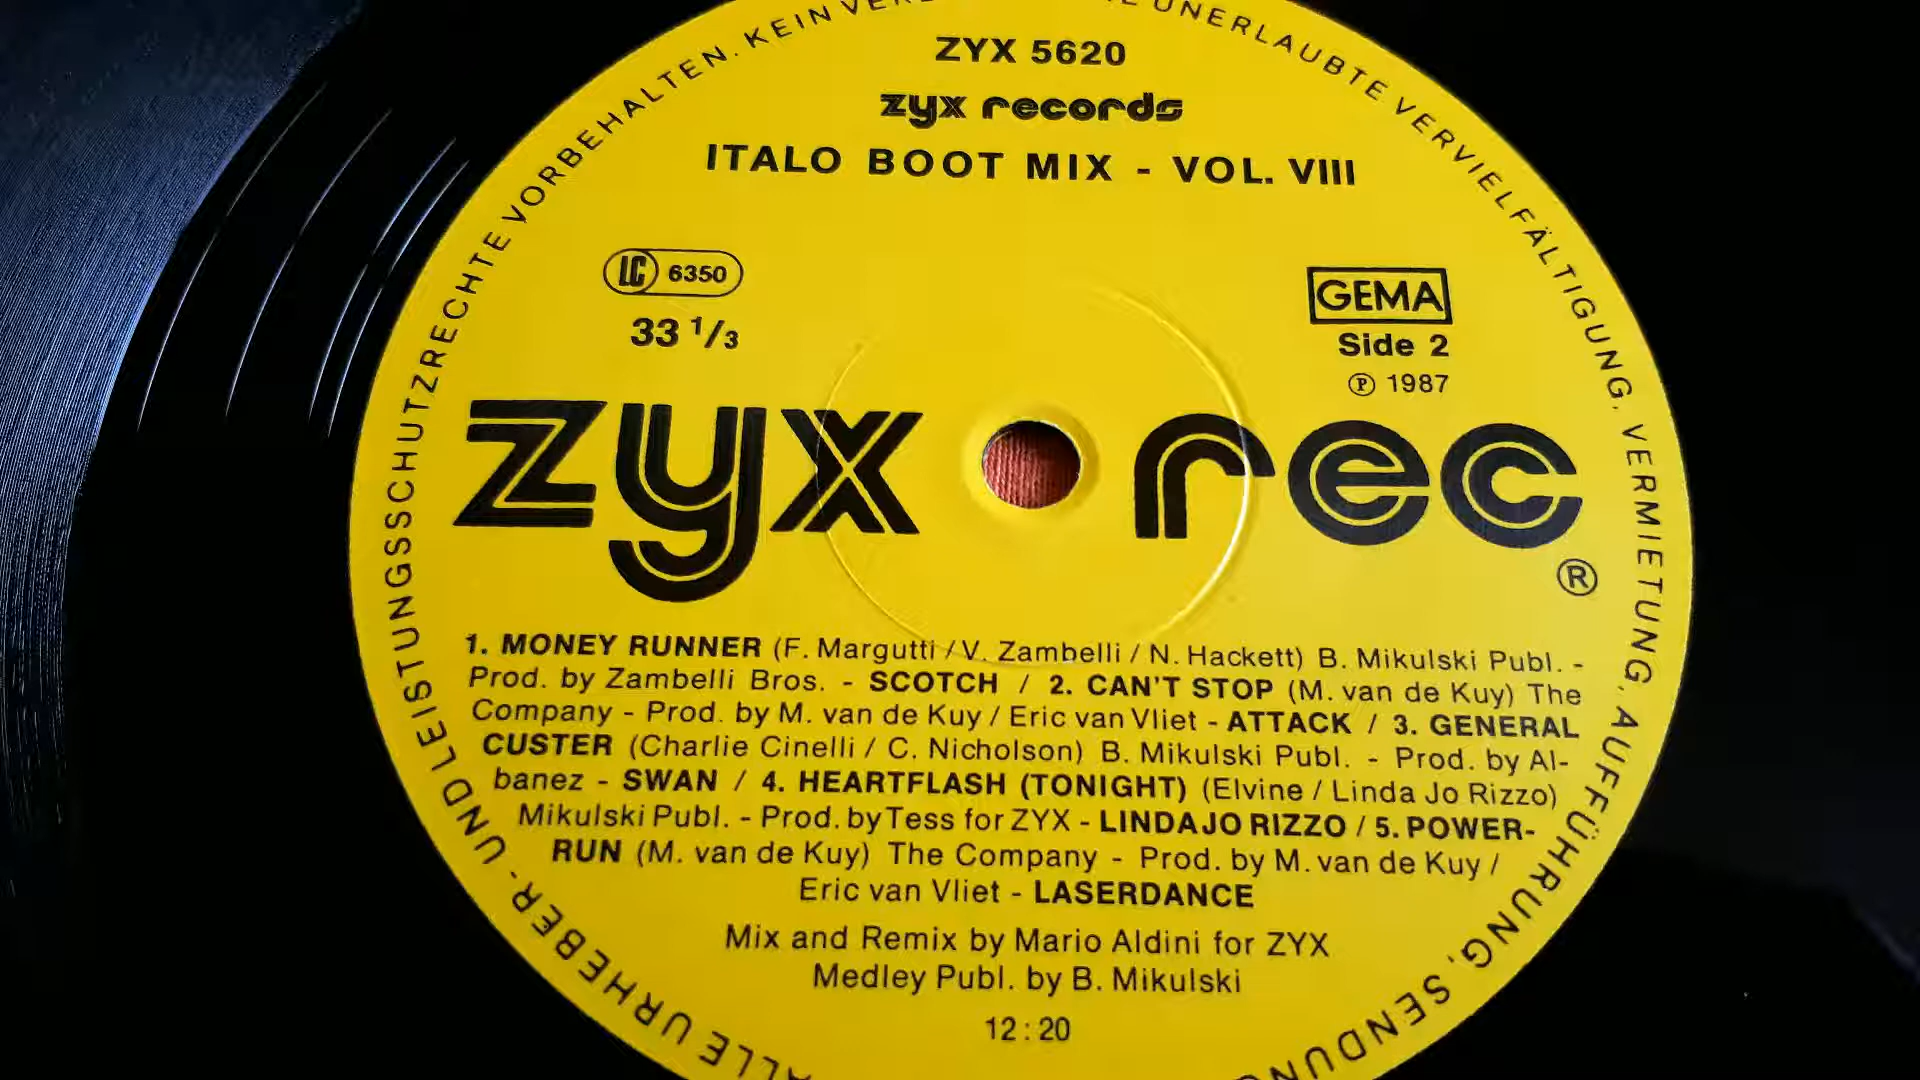 ZYX 5620
zyx records
ITALO BOOT MIX - VOL. VIII
LC 6350
33 1/3
GEMA
Side 2
Ⓟ 1987
zyx rec
®
1. MONEY RUNNER (F. Margutti / V. Zambelli / N. Hackett) B. Mikulski Publ. -
Prod. by Zambelli Bros. - SCOTCH / 2. CAN'T STOP (M. van de Kuy) The
Company - Prod. by M. van de Kuy / Eric van Vliet - ATTACK / 3. GENERAL
CUSTER (Charlie Cinelli / C. Nicholson) B. Mikulski Publ. - Prod. by Al-
banez - SWAN / 4. HEARTFLASH (TONIGHT) (Elvine / Linda Jo Rizzo)
Mikulski Publ. - Prod. by Tess for ZYX - LINDA JO RIZZO / 5. POWER-
RUN (M. van de Kuy) The Company - Prod. by M. van de Kuy /
Eric van Vliet - LASERDANCE
Mix and Remix by Mario Aldini for ZYX
Medley Publ. by B. Mikulski
12:20
ALLE URHEBER- UND LEISTUNGSSCHUTZRECHTE VORBEHALTEN. KEIN
UNERLAUBTE VERVIELFÄLTIGUNG, VERMIETUNG, AUFFÜHRUNG, SENDUNG